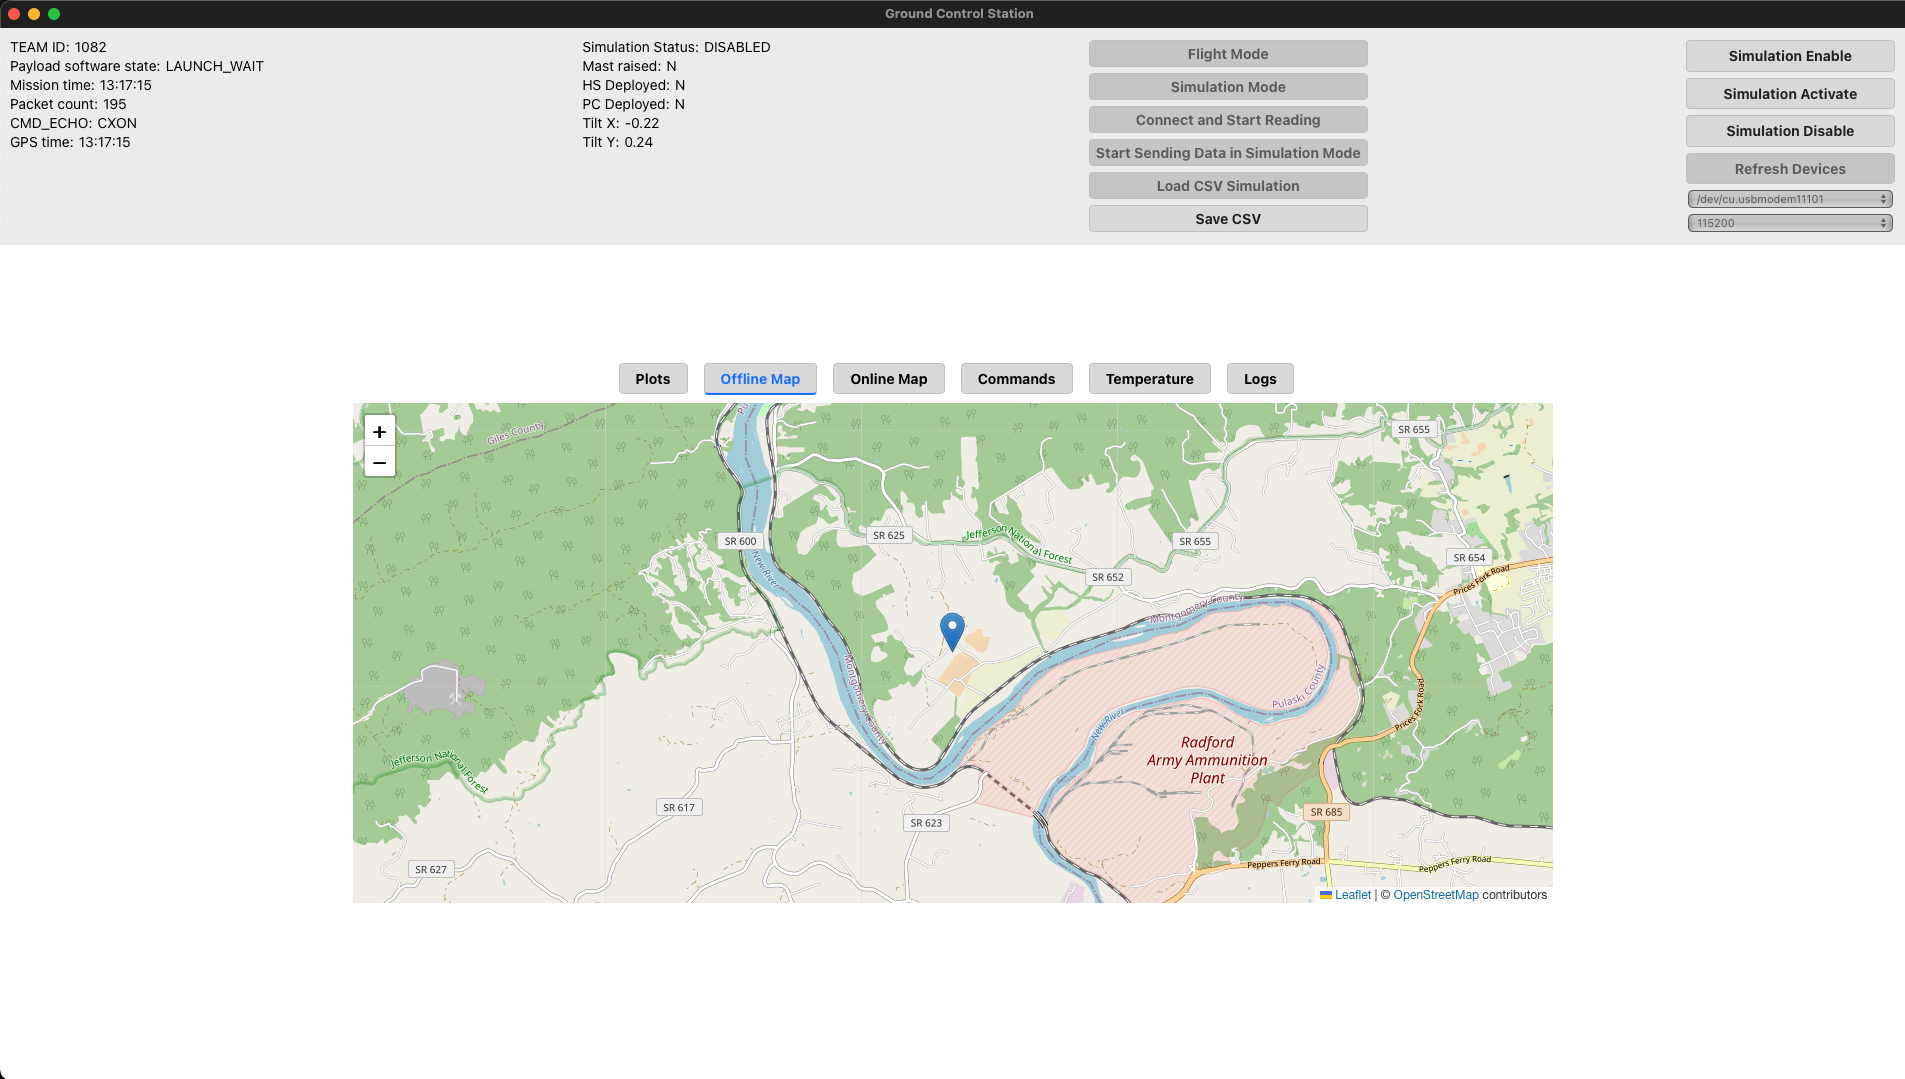 Ground Control Station
TEAM ID: 1082
Payload software state: LAUNCH_WAIT
Mission time: 13:17:15
Packet count: 195
CMD_ECHO: CXON
GPS time: 13:17:15
Simulation Status: DISABLED
Mast raised: N
HS Deployed: N
PC Deployed: N
Tilt X: -0.22
Tilt Y: 0.24
Flight Mode
Simulation Mode
Connect and Start Reading
Start Sending Data in Simulation Mode
Load CSV Simulation
Save CSV
Simulation Enable
Simulation Activate
Simulation Disable
Refresh Devices
/dev/cu.usbmodem11101
115200
Plots
Offline Map
Online Map
Commands
Temperature
Logs
+
−
Giles County
SR 655
SR 600
SR 625
Jefferson National Forest
SR 655
SR 654
Prices Fork Road
SR 652
New River
Montgomery County
Montgomery County
Pulaski County
New River
Prices Fork Road
Prices Fork Road
Radford
Army Ammunition
Plant
Jefferson National Forest
SR 617
SR 623
SR 685
SR 627
Peppers Ferry Road
Peppers Ferry Road
Leaflet | © OpenStreetMap contributors